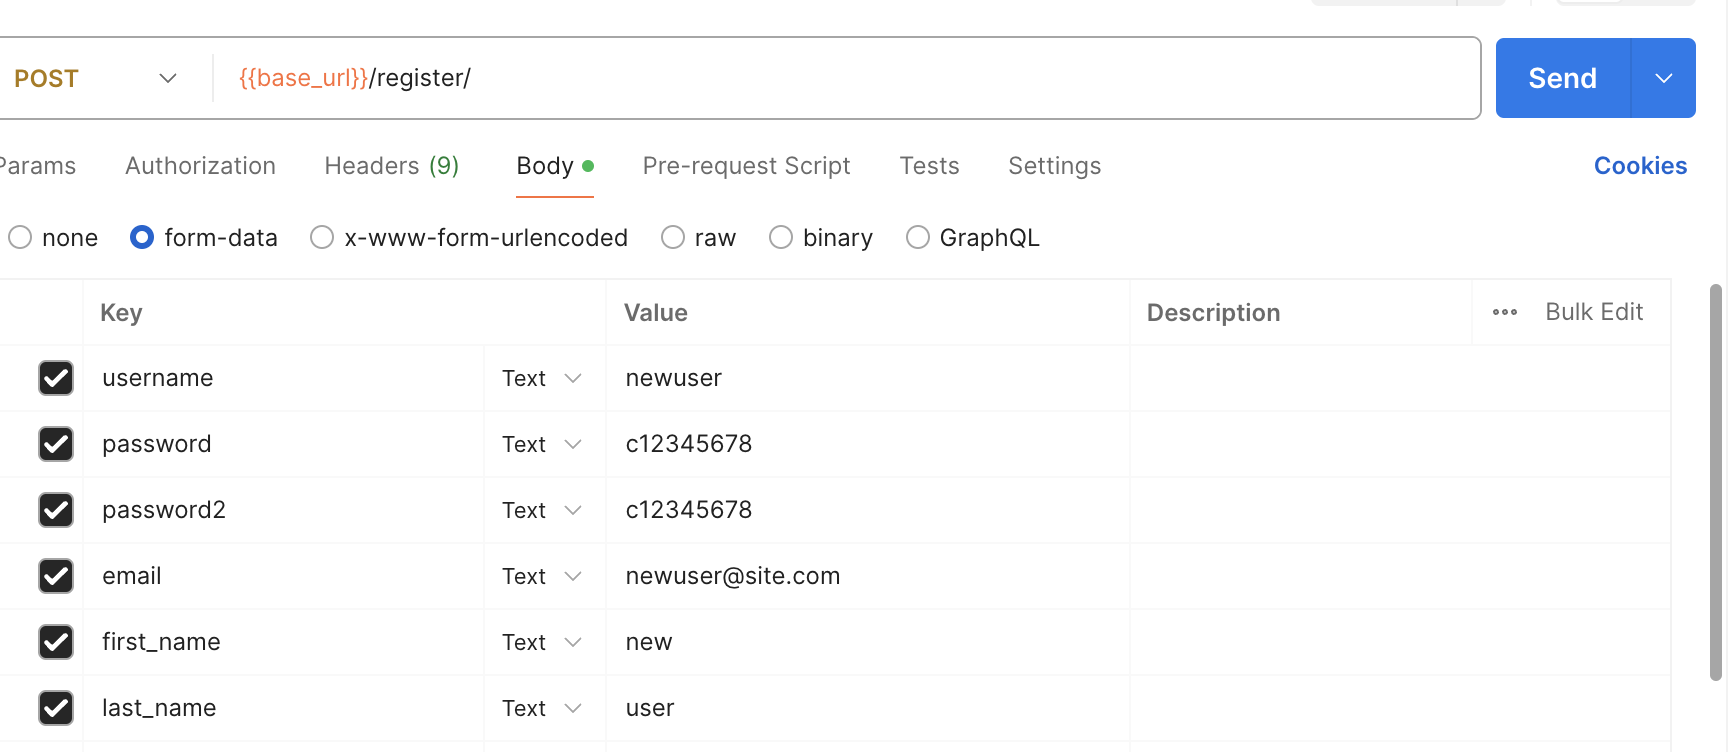 POST {{base_url}}/register/ Send
Params Authorization Headers (9) Body Pre-request Script Tests Settings Cookies
none form-data x-www-form-urlencoded raw binary GraphQL
Key Value Description Bulk Edit
username Text newuser
password Text c12345678
password2 Text c12345678
email Text newuser@site.com
first_name Text new
last_name Text user